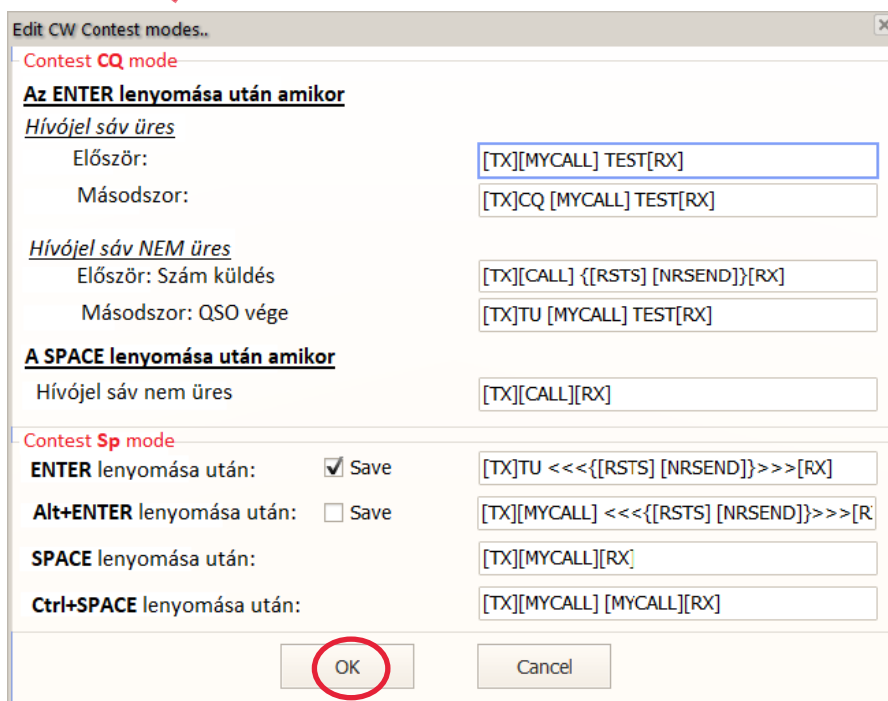 Edit CW Contest modes..
Contest CQ mode
Az ENTER lenyomása után amikor
Hívójel sáv üres
Először: [TX][MYCALL] TEST[RX]
Másodszor: [TX]CQ [MYCALL] TEST[RX]
Hívójel sáv NEM üres
Először: Szám küldés [TX][CALL] {[RSTS] [NRSEND]}[RX]
Másodszor: QSO vége [TX]TU [MYCALL] TEST[RX]
A SPACE lenyomása után amikor
Hívójel sáv nem üres [TX][CALL][RX]
Contest Sp mode
ENTER lenyomása után: Save [TX]TU <<<{[RSTS] [NRSEND]}>>>[RX]
Alt+ENTER lenyomása után: Save [TX][MYCALL] <<<{[RSTS] [NRSEND]}>>>[R
SPACE lenyomása után: [TX][MYCALL][RX]
Ctrl+SPACE lenyomása után: [TX][MYCALL] [MYCALL][RX]
OK Cancel